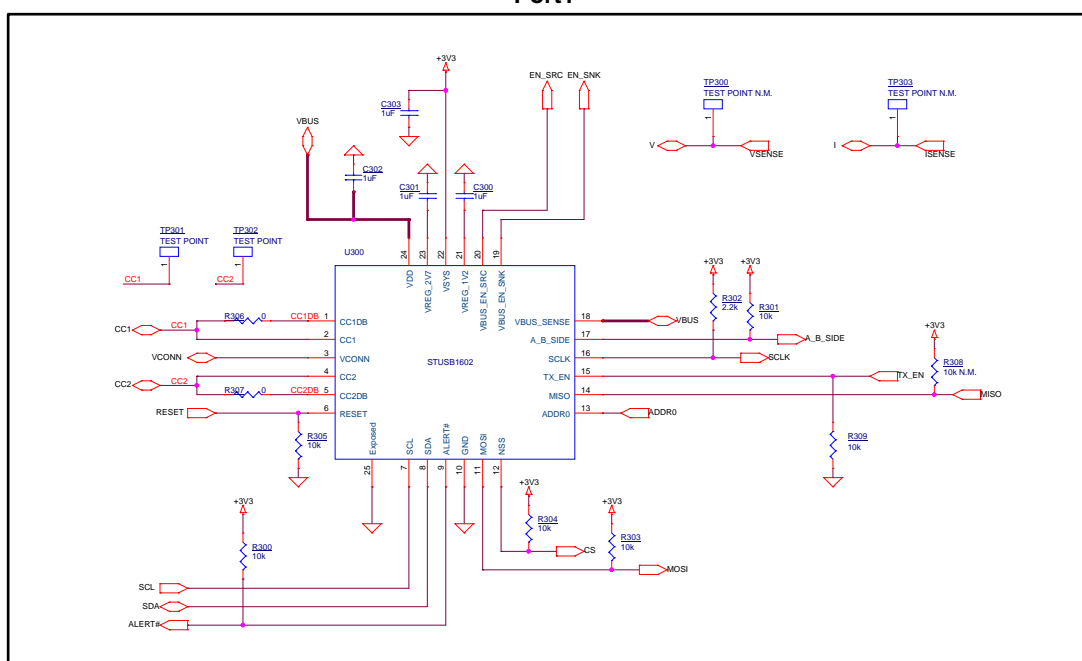 +3V3
EN_SRC EN_SNK
TP300
TEST POINT N.M.
TP303
TEST POINT N.M.
C303
1uF
VBUS
1
1
V
VSENSE
I
ISENSE
C302
1uF
C301
1uF
C300
1uF
TP301
TEST POINT
TP302
TEST POINT
1
1
CC1
CC2
U300
24
23
22
21
20
19
VDD
VREG_2V7
VSYS
VREG_1V2
VBUS_EN_SRC
VBUS_EN_SNK
+3V3
+3V3
R302
2.2k
R301
10k
+3V3
R308
10k N.M.
CC1
CC1
R306
0
CC1DB
1
CC1DB
2
CC1
VCONN
3
VCONN
CC2
CC2
4
CC2
R307
0
CC2DB
5
CC2DB
RESET
6
RESET
R305
10k
STUSB1602
VBUS_SENSE
18
VBUS
A_B_SIDE
17
A_B_SIDE
SCLK
16
SCLK
TX_EN
15
TX_EN
MISO
14
MISO
ADDR0
13
ADDR0
R309
10k
Exposed
SCL
SDA
ALERT#
GND
MOSI
NSS
25
7
8
9
10
11
12
+3V3
R304
10k
CS
+3V3
R303
10k
MOSI
+3V3
R300
10k
SCL
SDA
ALERT#